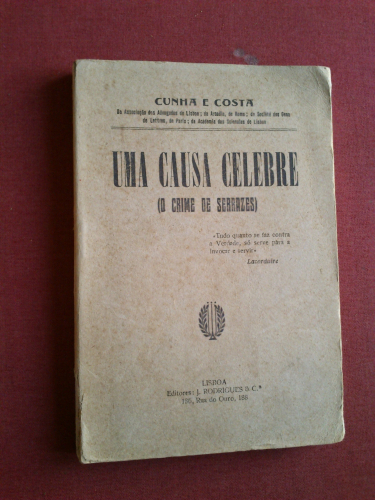 CUNHA E COSTA
Da Associação dos Advogados de Lisboa; da Arcadia, de Roma; da Société des Gens
de Lettres, de Paris; da Academia das Sciencias de Lisboa
UMA CAUSA CELEBRE
(O CRIME DE SERRAZES)
«Tudo quanto se faz contra
a Verdade, só serve para a
invocar e servir»
Lacordaire
LISBOA
Editores: J. RODRIGUES & C.ª
186, Rua do Ouro, 188